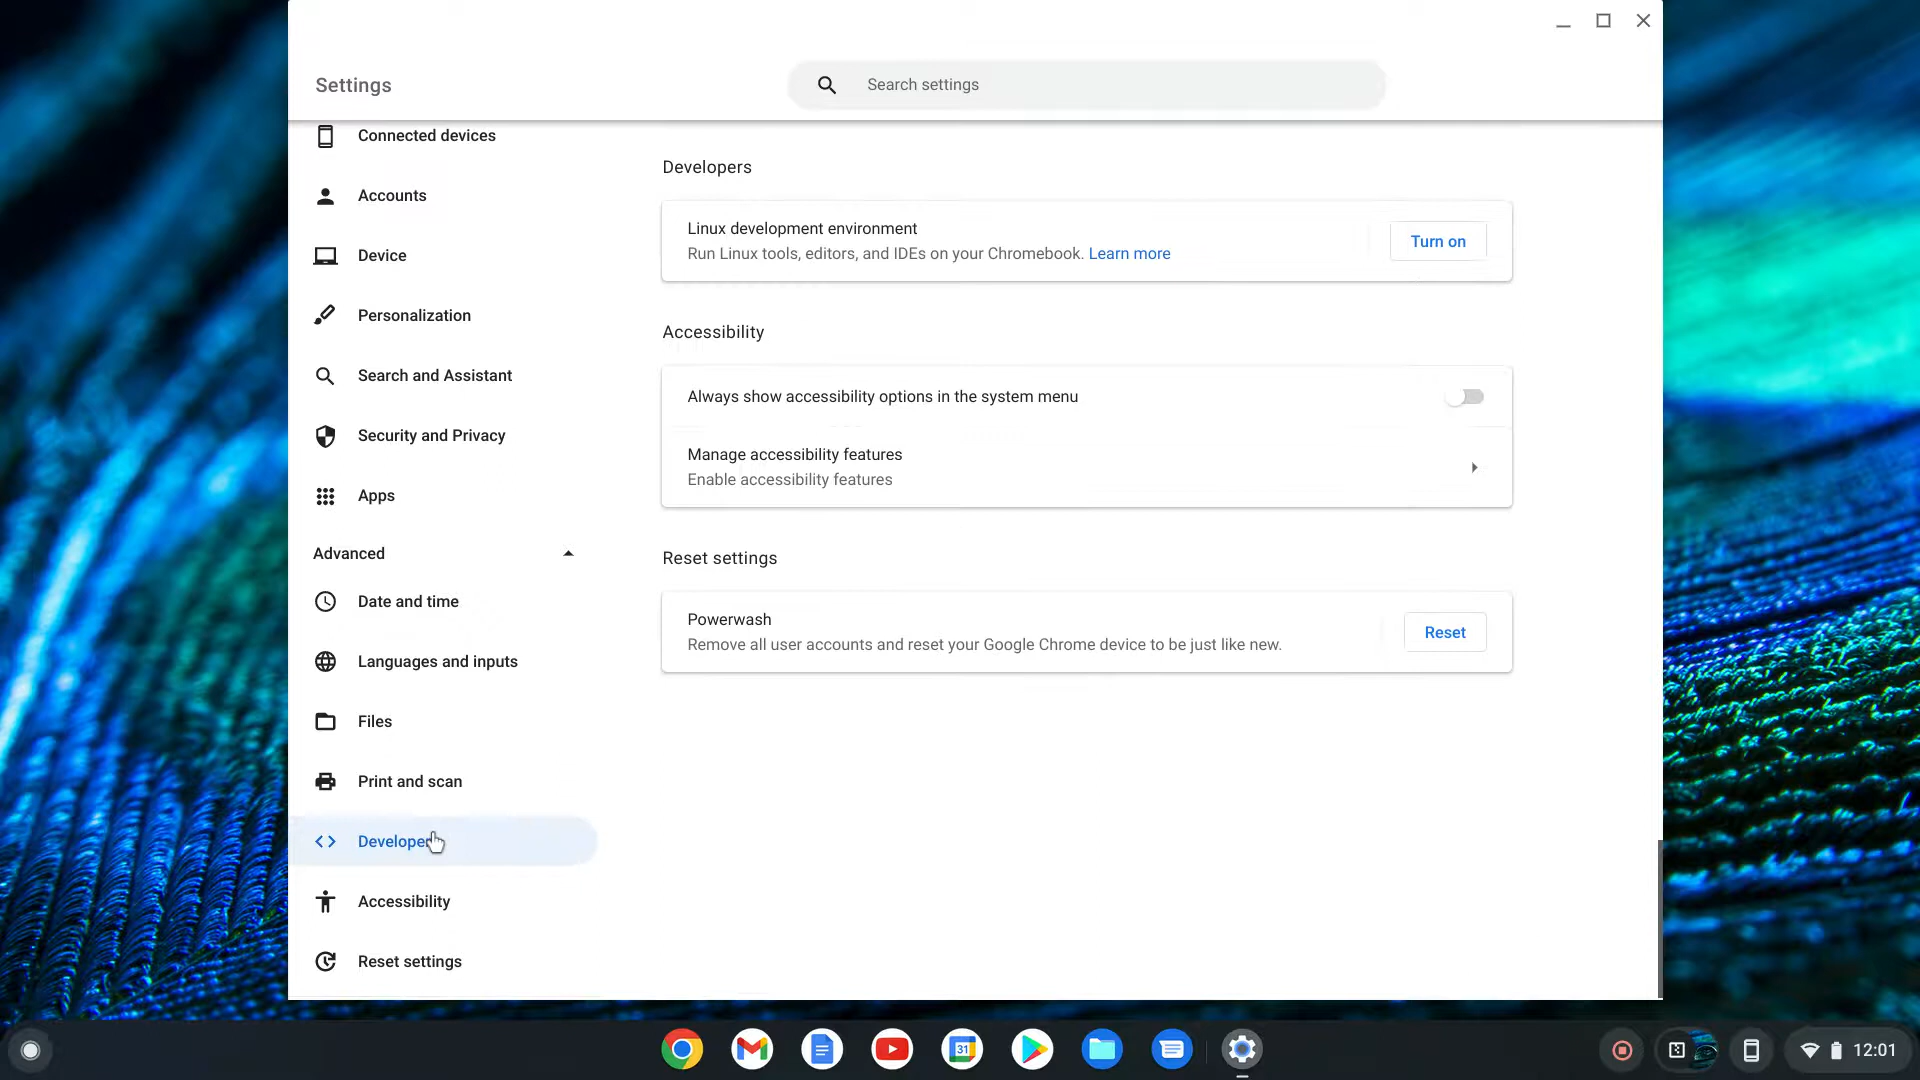 Settings
Search settings
Connected devices
Accounts
Device
Personalization
Search and Assistant
Security and Privacy
Apps
Advanced
Date and time
Languages and inputs
Files
Print and scan
Accessibility
Reset settings
Developers
Linux development environment
Run Linux tools, editors, and IDEs on your Chromebook. Learn more
Turn on
Accessibility
Always show accessibility options in the system menu
Manage accessibility features
Enable accessibility features
Reset settings
Powerwash
Remove all user accounts and reset your Google Chrome device to be just like new.
Reset
31
12:01